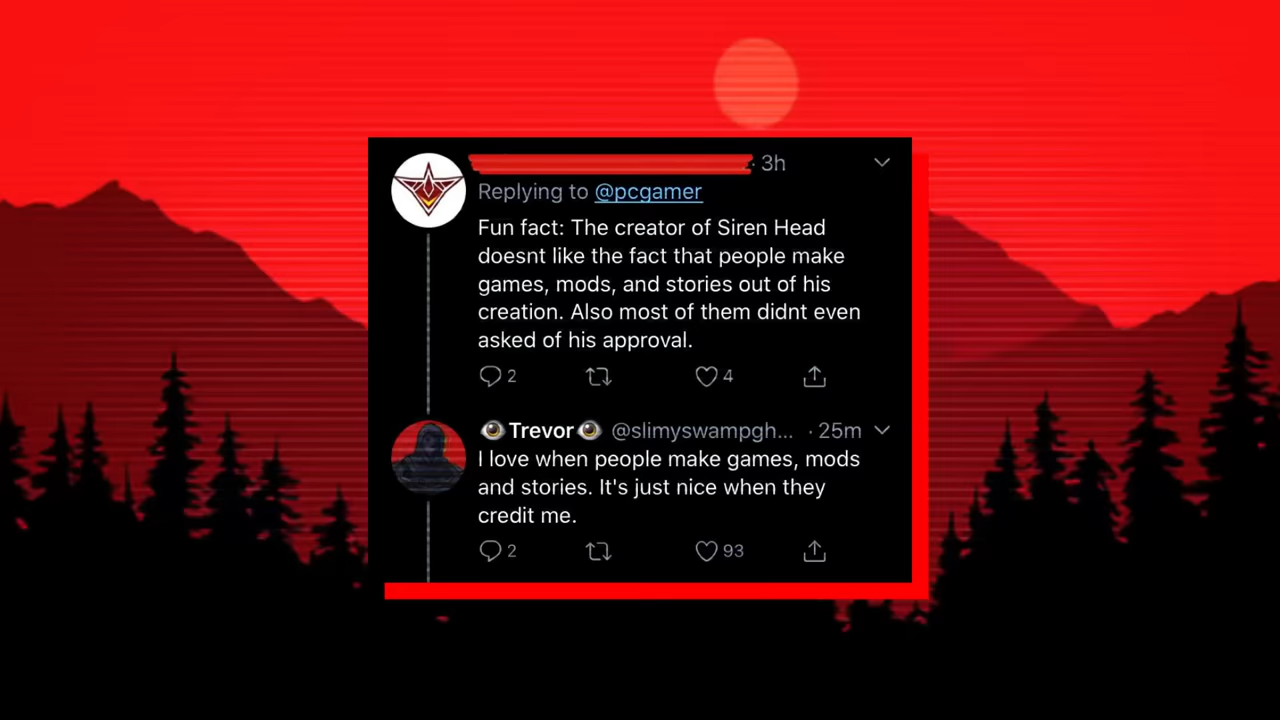 · 3h
Replying to @pcgamer
Fun fact: The creator of Siren Head
doesnt like the fact that people make
games, mods, and stories out of his
creation. Also most of them didnt even
asked of his approval.
2 4
👁Trevor👁 @slimyswampgh... · 25m
I love when people make games, mods
and stories. It's just nice when they
credit me.
2 93